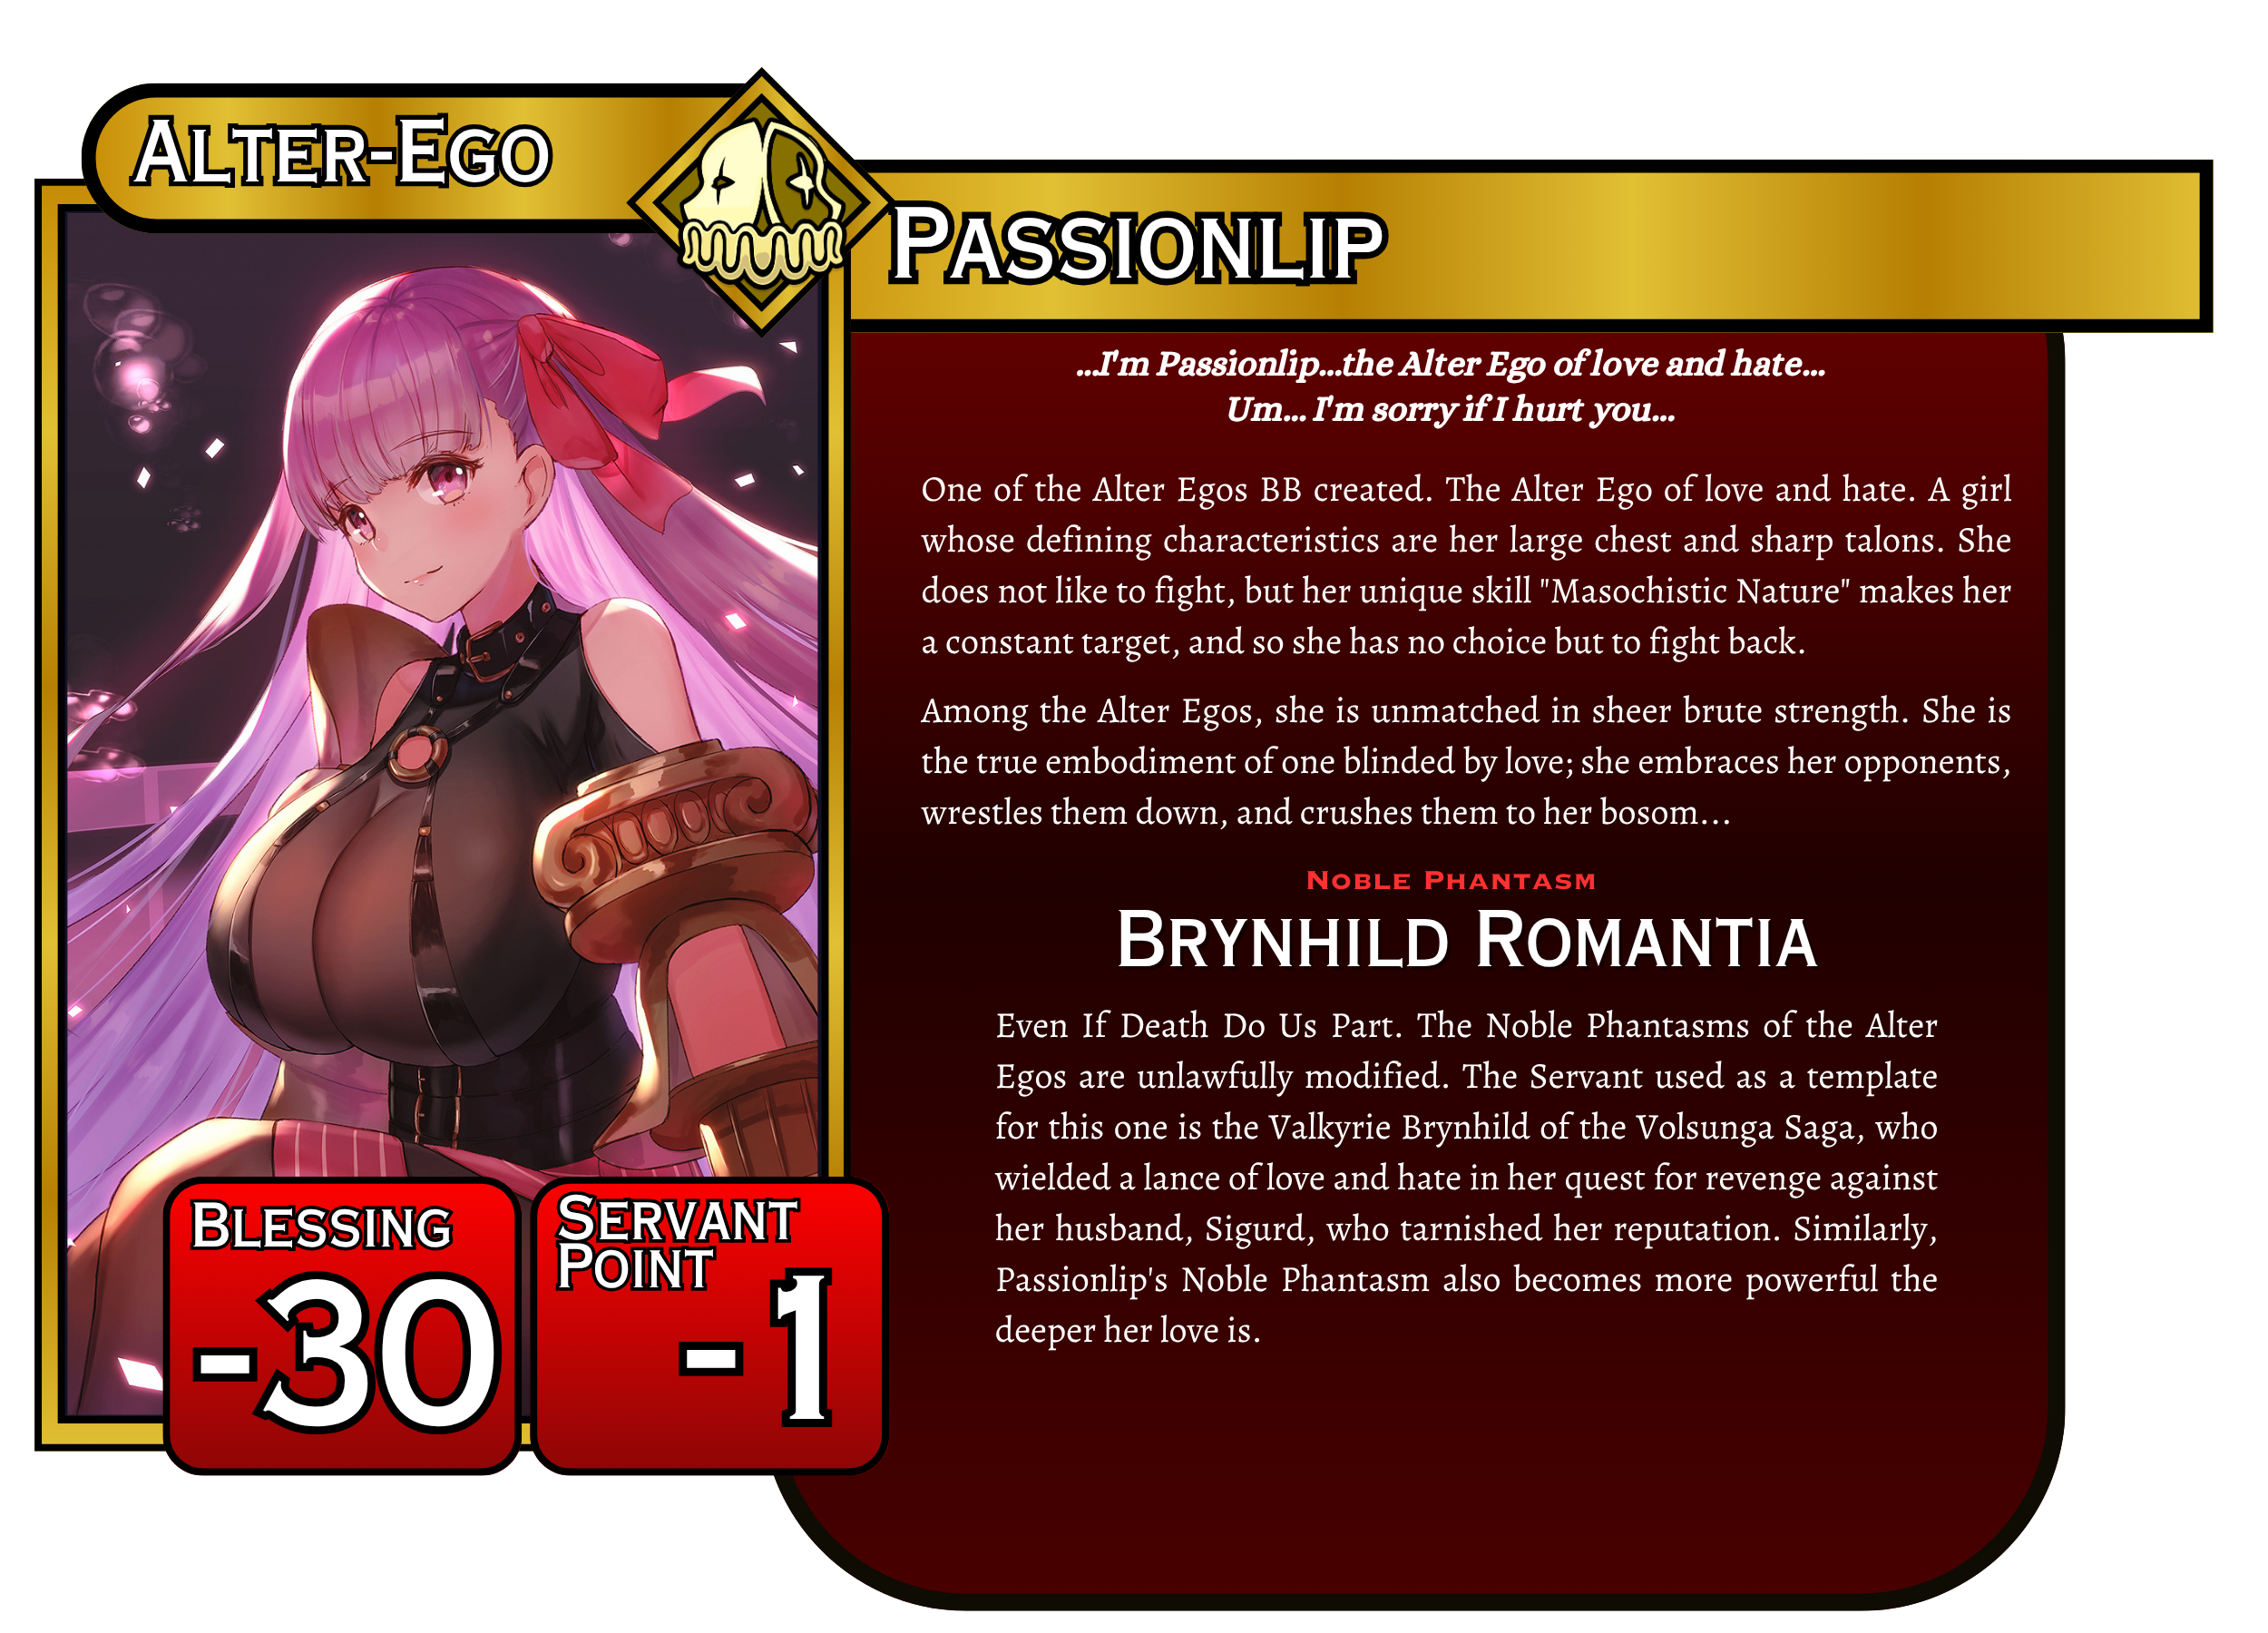 Alter-Ego
Passionlip
...I'm Passionlip...the Alter Ego of love and hate...
Um... I'm sorry if I hurt you...
One of the Alter Egos BB created. The Alter Ego of love and hate. A girl
whose defining characteristics are her large chest and sharp talons. She
does not like to fight, but her unique skill "Masochistic Nature" makes her
a constant target, and so she has no choice but to fight back.
Among the Alter Egos, she is unmatched in sheer brute strength. She is
the true embodiment of one blinded by love; she embraces her opponents,
wrestles them down, and crushes them to her bosom...
Noble Phantasm
Brynhild Romantia
Even If Death Do Us Part. The Noble Phantasms of the Alter
Egos are unlawfully modified. The Servant used as a template
for this one is the Valkyrie Brynhild of the Volsunga Saga, who
wielded a lance of love and hate in her quest for revenge against
her husband, Sigurd, who tarnished her reputation. Similarly,
Passionlip's Noble Phantasm also becomes more powerful the
deeper her love is.
Blessing
-30
Servant
Point
-1